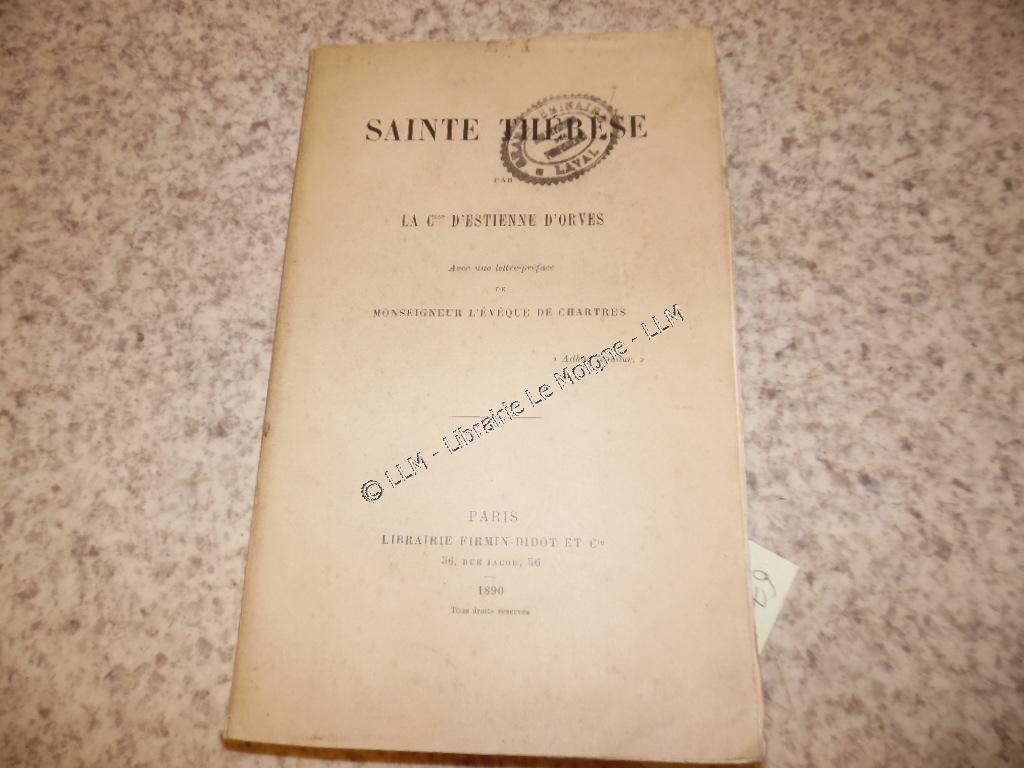 SAINTE THÉRÈSE
SÉMINAIRE
LAVAL
PAR
LA Csse D'ESTIENNE D'ORVES
Avec une lettre-préface
DE
MONSEIGNEUR L'ÉVÊQUE DE CHARTRES
© LLM - Librairie Le Moigne - LLM
PARIS
LIBRAIRIE FIRMIN-DIDOT ET Cie
56, RUE JACOB, 56
1890
Tous droits réservés